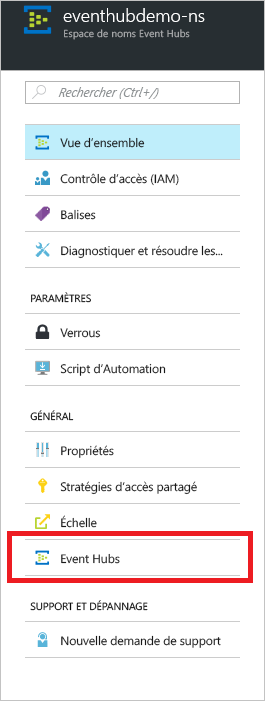 eventhubdemo-ns
Espace de noms Event Hubs
Rechercher (Ctrl+/)
Vue d'ensemble
Contrôle d'accès (IAM)
Balises
Diagnostiquer et résoudre les...
PARAMÈTRES
Verrous
Script d'Automation
GÉNÉRAL
Propriétés
Stratégies d'accès partagé
Échelle
Event Hubs
SUPPORT ET DÉPANNAGE
Nouvelle demande de support